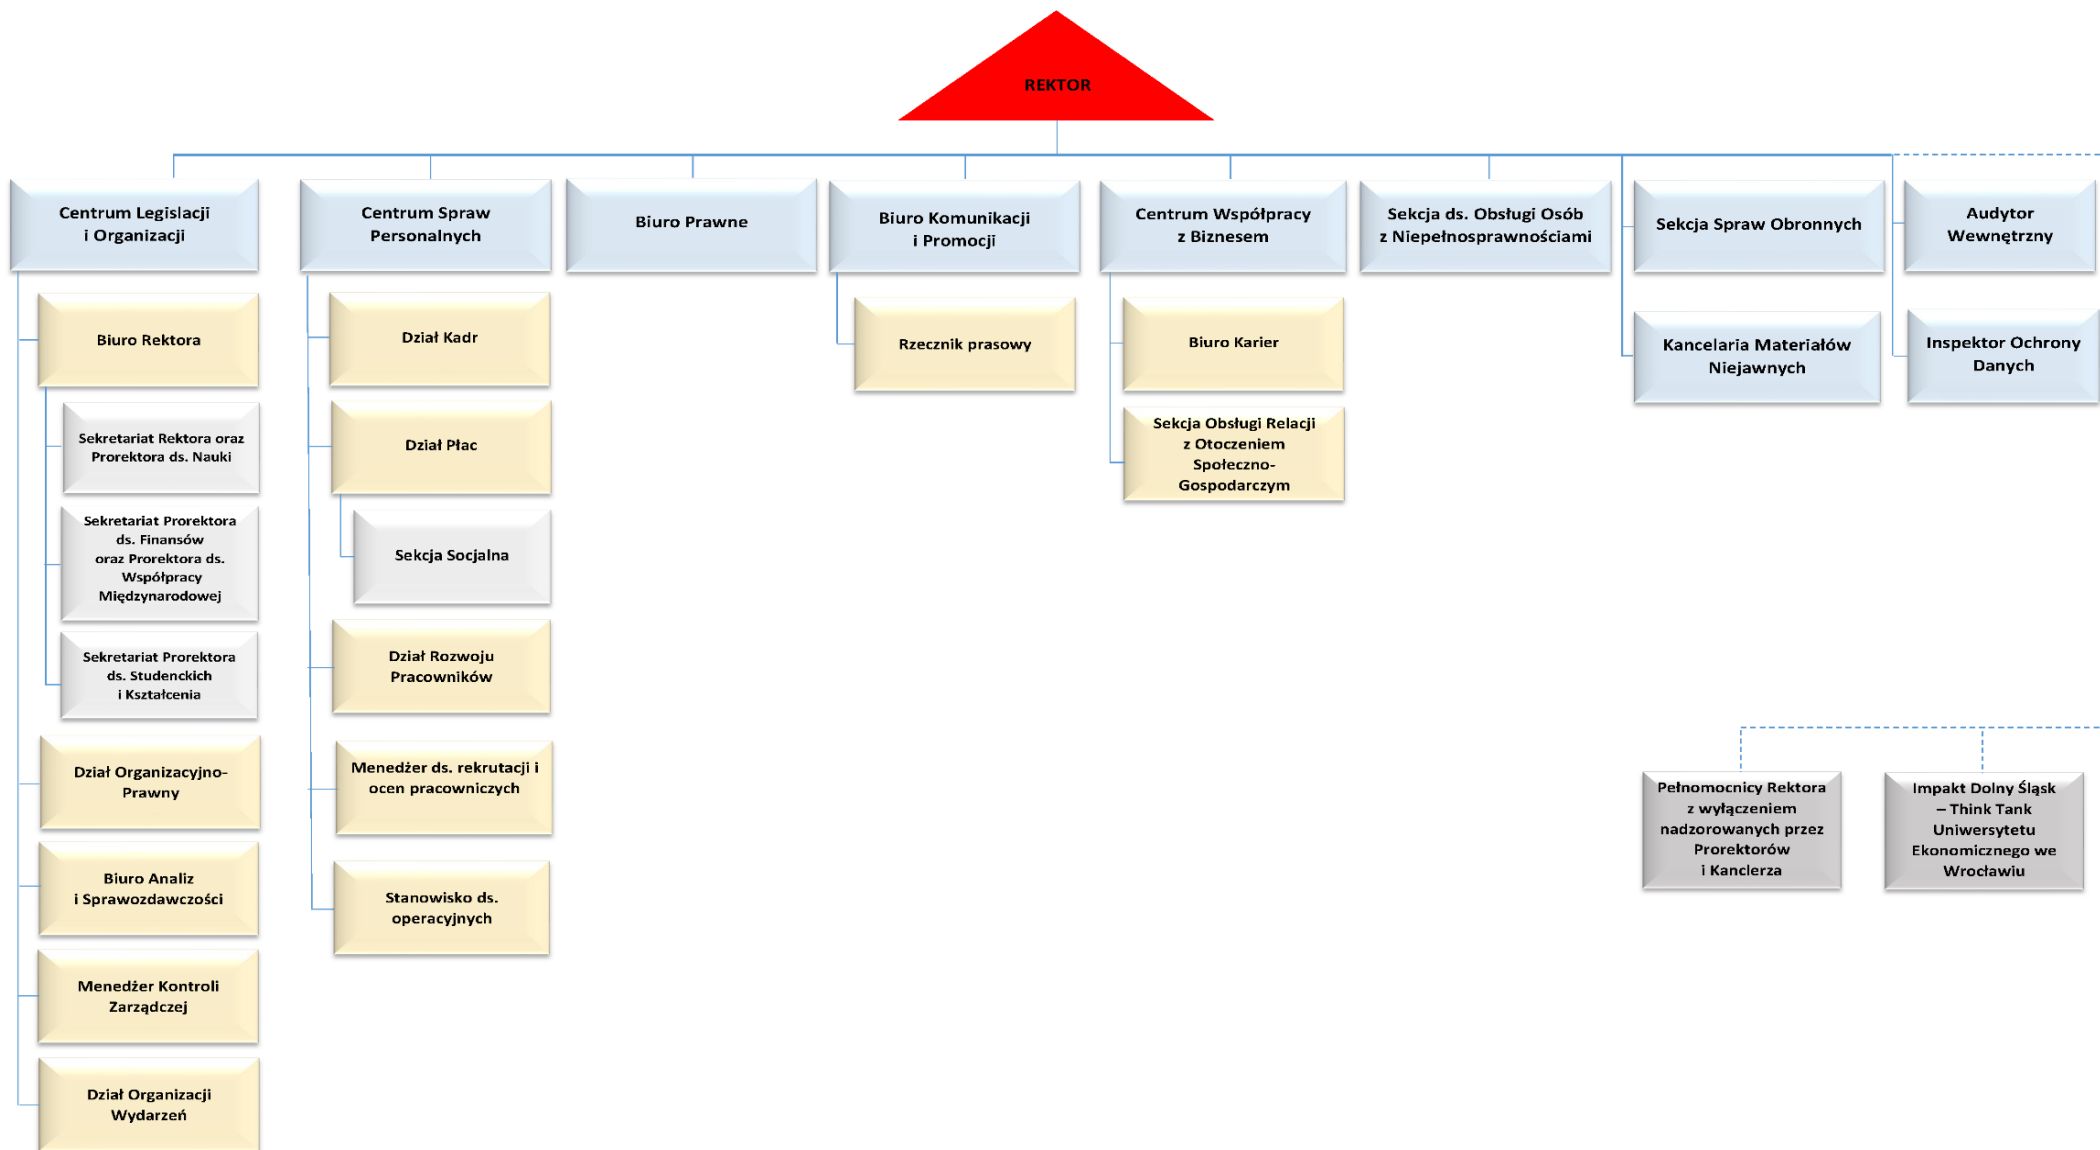 REKTOR
Centrum Legislacji
i Organizacji
Centrum Spraw
Personalnych
Biuro Prawne
Biuro Komunikacji
i Promocji
Centrum Współpracy
z Biznesem
Sekcja ds. Obsługi Osób
z Niepełnosprawnościami
Sekcja Spraw Obronnych
Audytor
Wewnętrzny
Biuro Rektora
Dział Kadr
Rzecznik prasowy
Biuro Karier
Kancelaria Materiałów
Niejawnych
Inspektor Ochrony
Danych
Sekretariat Rektora oraz
Prorektora ds. Nauki
Dział Płac
Sekcja Obsługi Relacji
z Otoczeniem
Społeczno-
Gospodarczym
Sekretariat Prorektora
ds. Finansów
oraz Prorektora ds.
Współpracy
Międzynarodowej
Sekcja Socjalna
Sekretariat Prorektora
ds. Studenckich
i Kształcenia
Dział Rozwoju
Pracowników
Dział Organizacyjno-
Prawny
Menedżer ds. rekrutacji i
ocen pracowniczych
Pełnomocnicy Rektora
z wyłączeniem
nadzorowanych przez
Prorektorów
i Kanclerza
Impakt Dolny Śląsk
– Think Tank
Uniwersytetu
Ekonomicznego we
Wrocławiu
Biuro Analiz
i Sprawozdawczości
Stanowisko ds.
operacyjnych
Menedżer Kontroli
Zarządczej
Dział Organizacji
Wydarzeń